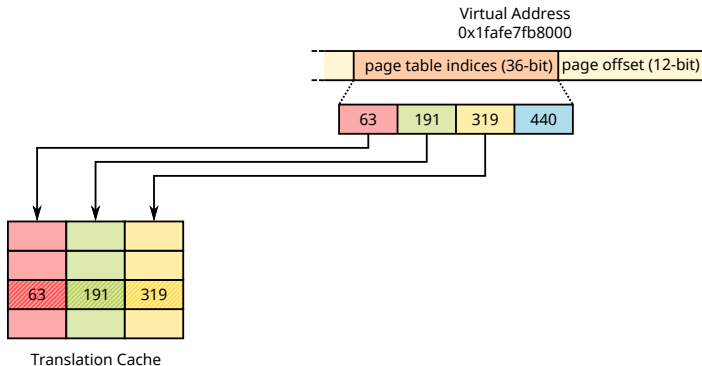 Virtual Address
0x1fafe7fb8000
page table indices (36-bit) page offset (12-bit)
63 191 319 440
63 191 319
Translation Cache